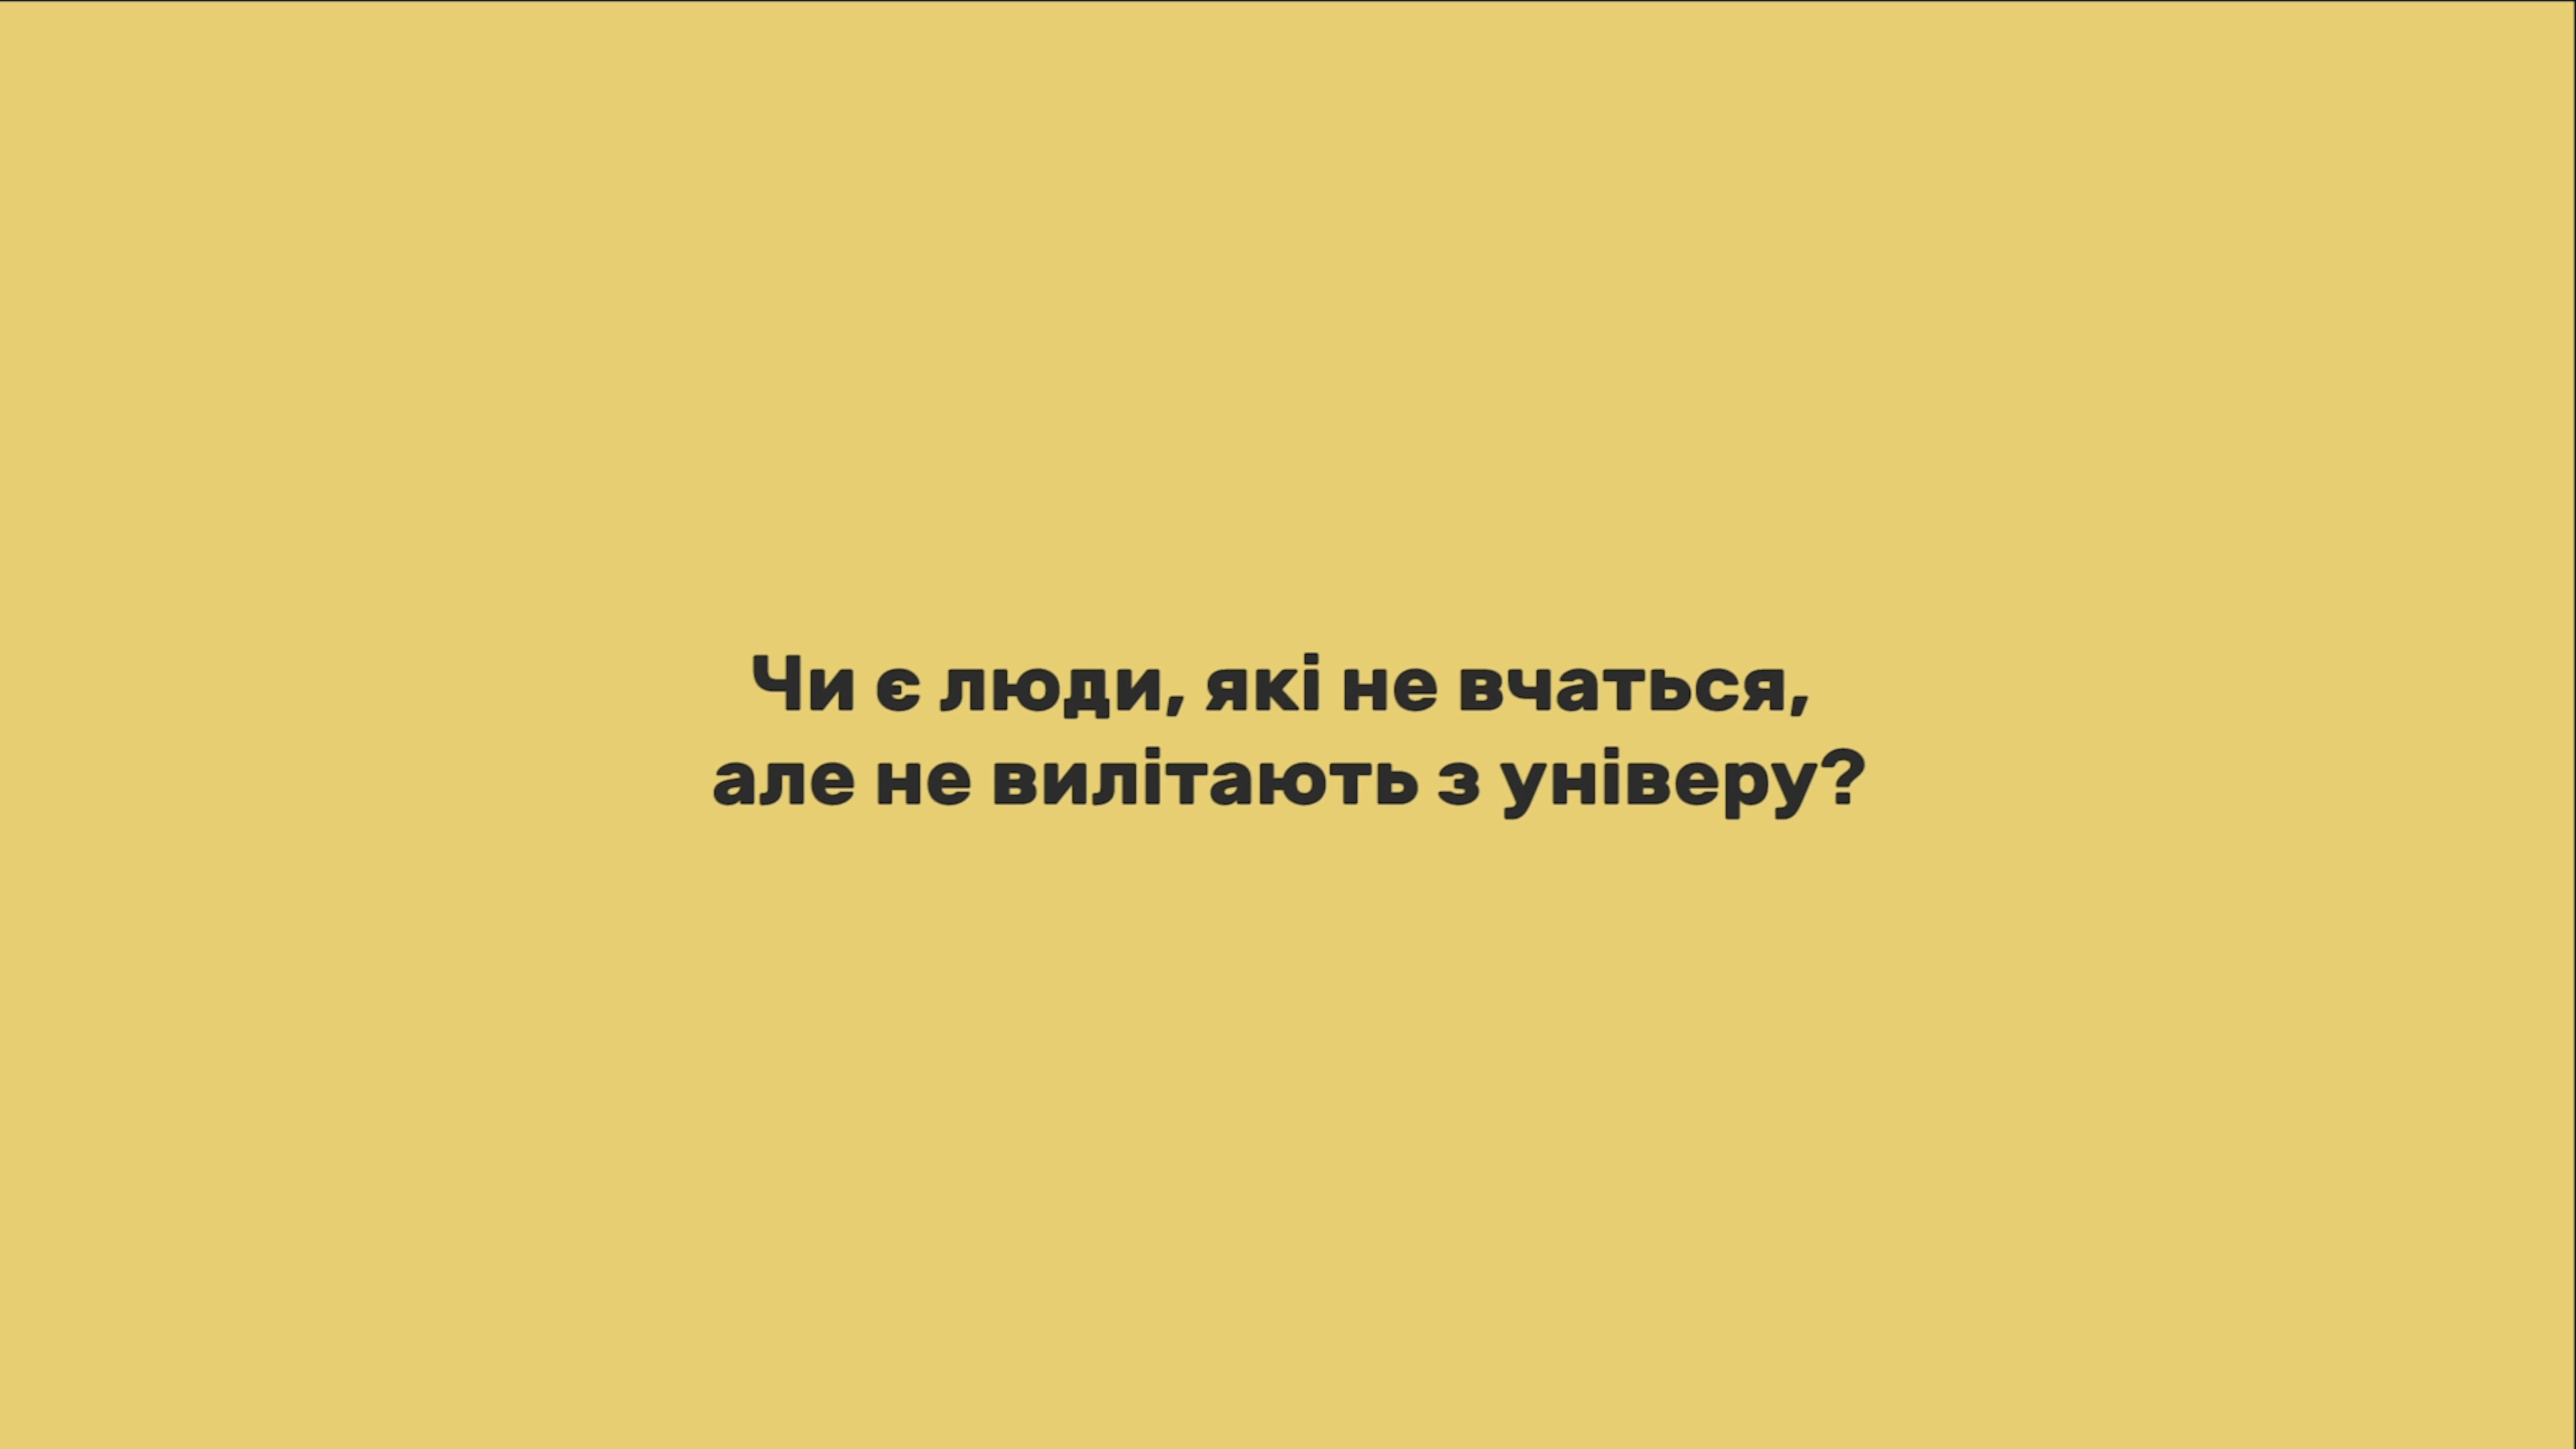 Чи є люди, які не вчаться,
але не вилітають з універу?